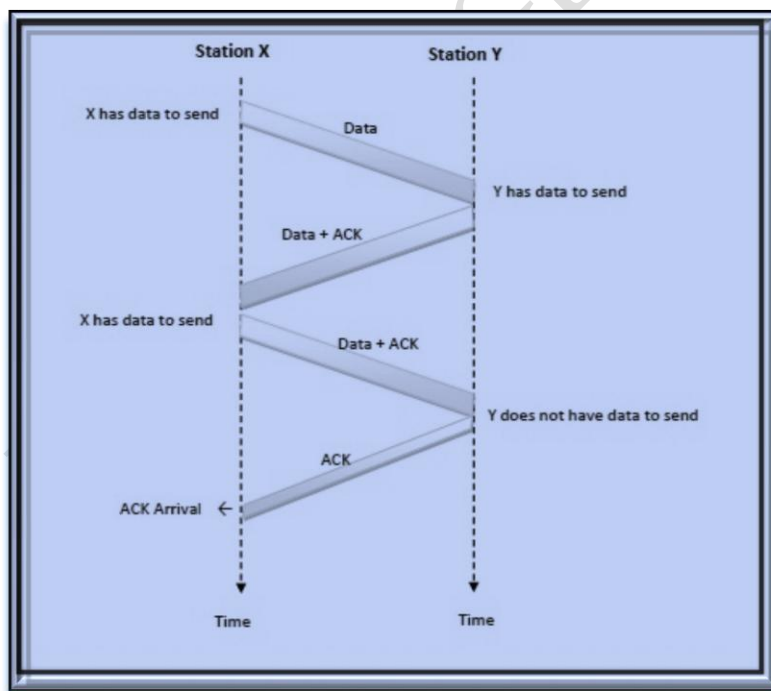 Station X
Station Y
X has data to send
Data
Y has data to send
Data + ACK
X has data to send
Data + ACK
Y does not have data to send
ACK
ACK Arrival
Time
Time